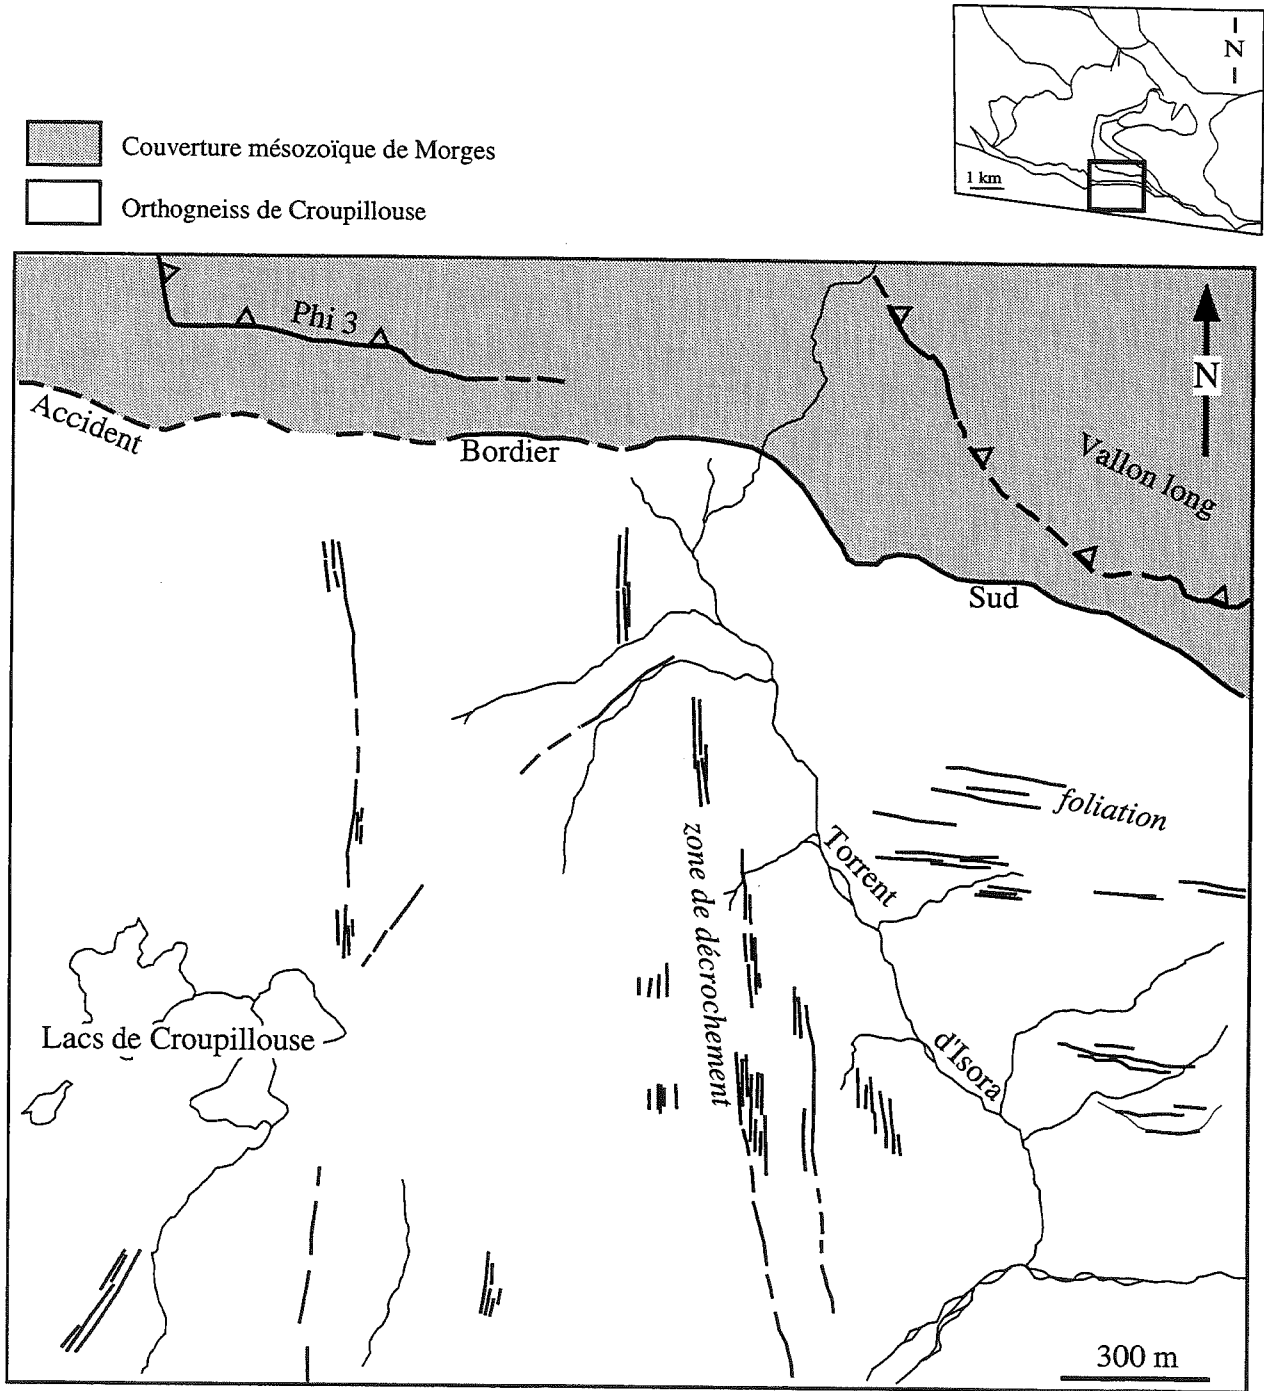 N
1 km
Couverture mésozoïque de Morges
Orthogneiss de Croupillouse
Phi 3
N
Accident
Bordier
Vallon long
Sud
foliation
Torrent
zone de décrochement
Lacs de Croupillouse
d'Isora
300 m